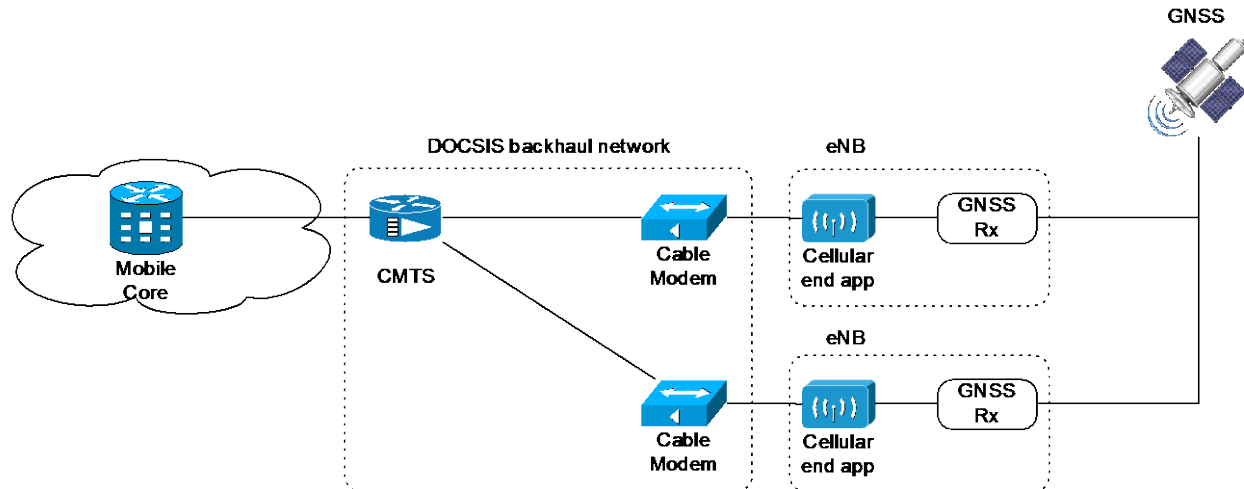 GNSS
DOCSIS backhaul network
eNB
GNSS
Rx
Mobile
Core
CMTS
Cable
Modem
Cellular
end app
eNB
GNSS
Rx
Cable
Modem
Cellular
end app